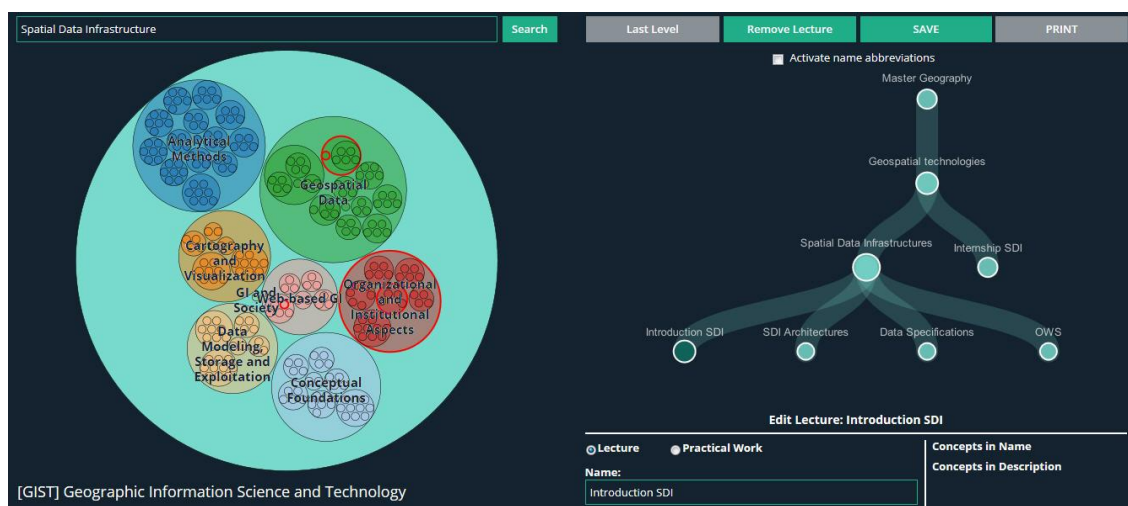 Spatial Data Infrastructure
Search
Analytical
Methods
Geospatial
Data
Cartography
and
Visualization
GI and
Society
Web-based GI
Organizational
and
Institutional
Aspects
Data
Modeling,
Storage and
Exploitation
Conceptual
Foundations
[GIST] Geographic Information Science and Technology
Last Level
Remove Lecture
SAVE
PRINT
Activate name abbreviations
Master Geography
Geospatial technologies
Spatial Data Infrastructures
Internship SDI
Introduction SDI
SDI Architectures
Data Specifications
OWS
Edit Lecture: Introduction SDI
Lecture
Practical Work
Name:
Introduction SDI
Concepts in Name
Concepts in Description